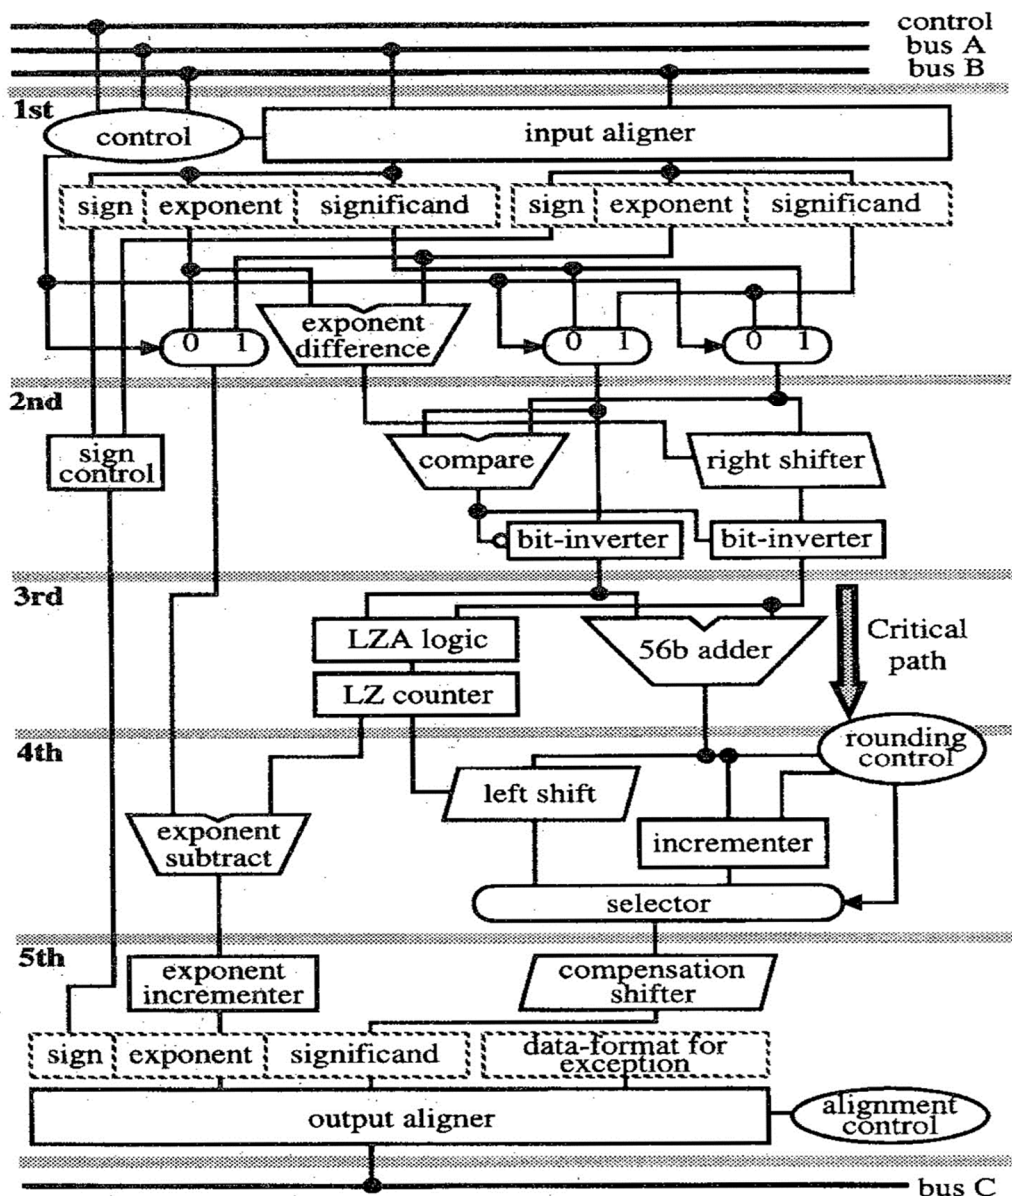 control
bus A
bus B
1st
control
input aligner
sign
exponent
significand
sign
exponent
significand
exponent
difference
0 1
0 1
0 1
2nd
sign
control
compare
right shifter
bit-inverter
bit-inverter
3rd
LZA logic
56b adder
Critical
path
LZ counter
4th
rounding
control
left shift
exponent
subtract
incrementer
selector
5th
exponent
incrementer
compensation
shifter
sign
exponent
significand
data-format for
exception
output aligner
alignment
control
bus C